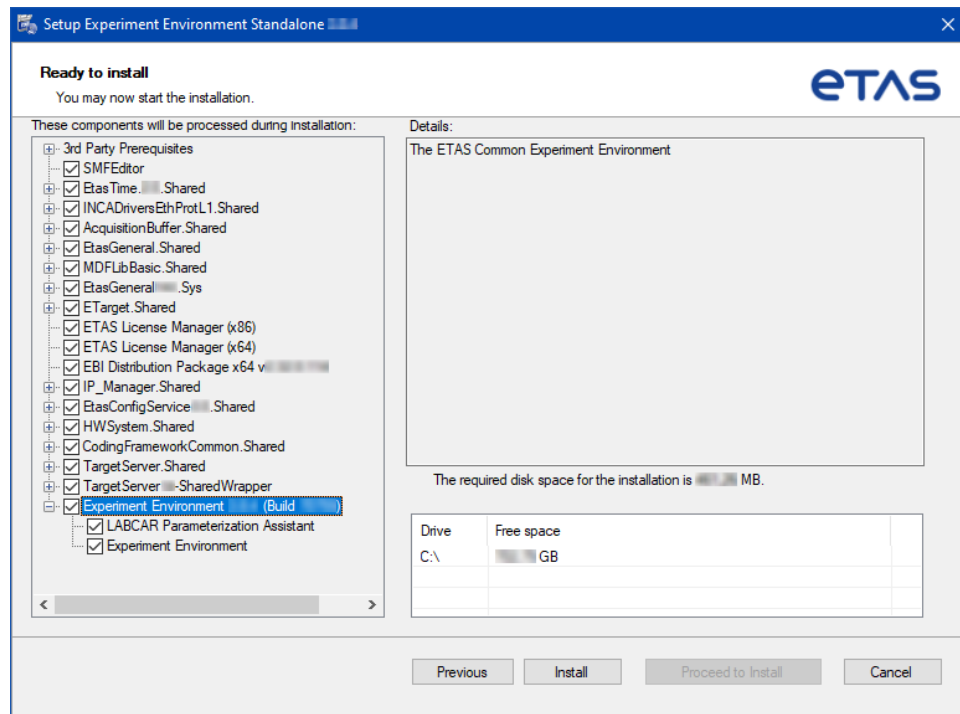 Setup Experiment Environment Standalone
Ready to install
You may now start the installation.
ETAS
These components will be processed during installation:
3rd Party Prerequisites
SMFEditor
EtasTime. .Shared
INCADriversEthProtL1.Shared
AcquisitionBuffer.Shared
EtasGeneral.Shared
MDFLibBasic.Shared
EtasGeneral .Sys
ETarget.Shared
ETAS License Manager (x86)
ETAS License Manager (x64)
EBI Distribution Package x64 v
IP_Manager.Shared
EtasConfigService .Shared
HWSystem.Shared
CodingFrameworkCommon.Shared
TargetServer.Shared
TargetServer -SharedWrapper
Experiment Environment (Build )
LABCAR Parameterization Assistant
Experiment Environment
Details:
The ETAS Common Experiment Environment
The required disk space for the installation is MB.
Drive Free space
C:\ GB
Previous Install Proceed to Install Cancel